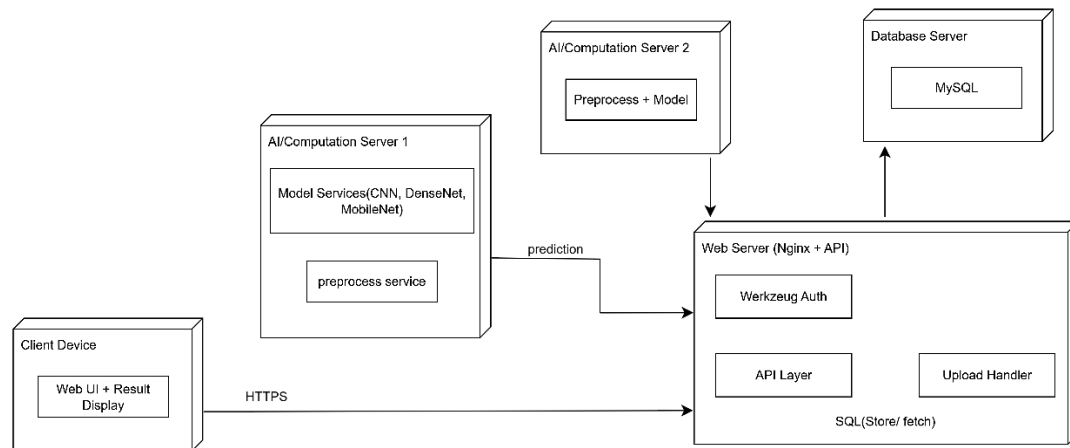 Database Server
MySQL
AI/Computation Server 2
Preprocess + Model
AI/Computation Server 1
Model Services(CNN, DenseNet,
MobileNet)
preprocess service
prediction
Web Server (Nginx + API)
Werkzeug Auth
API Layer
Upload Handler
SQL(Store/ fetch)
Client Device
Web UI + Result
Display
HTTPS